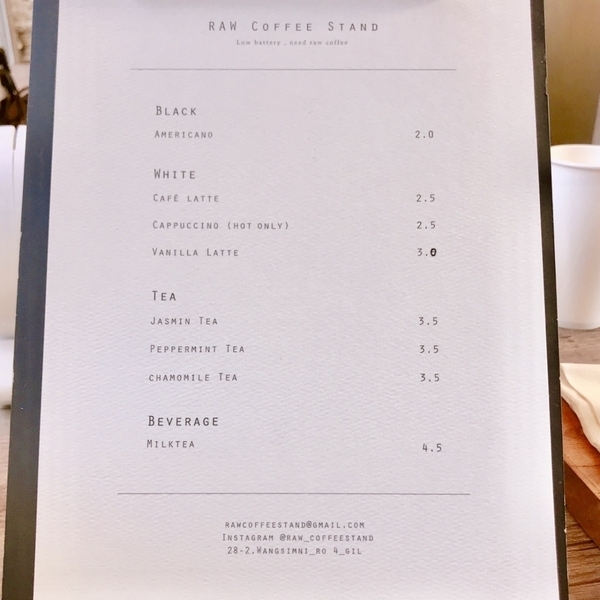 RAW COFFEE STAND
Low battery , need raw coffee
BLACK
AMERICANO 2.0
WHITE
CAFÉ LATTE 2.5
CAPPUCCINO (HOT ONLY) 2.5
VANILLA LATTE 3.0
TEA
JASMIN TEA 3.5
PEPPERMINT TEA 3.5
CHAMOMILE TEA 3.5
BEVERAGE
MILKTEA 4.5
RAWCOFFEESTAND@GMAIL.COM
INSTAGRAM @RAW_COFFEESTAND
28-2.WANGSIMNI_RO 4_GIL